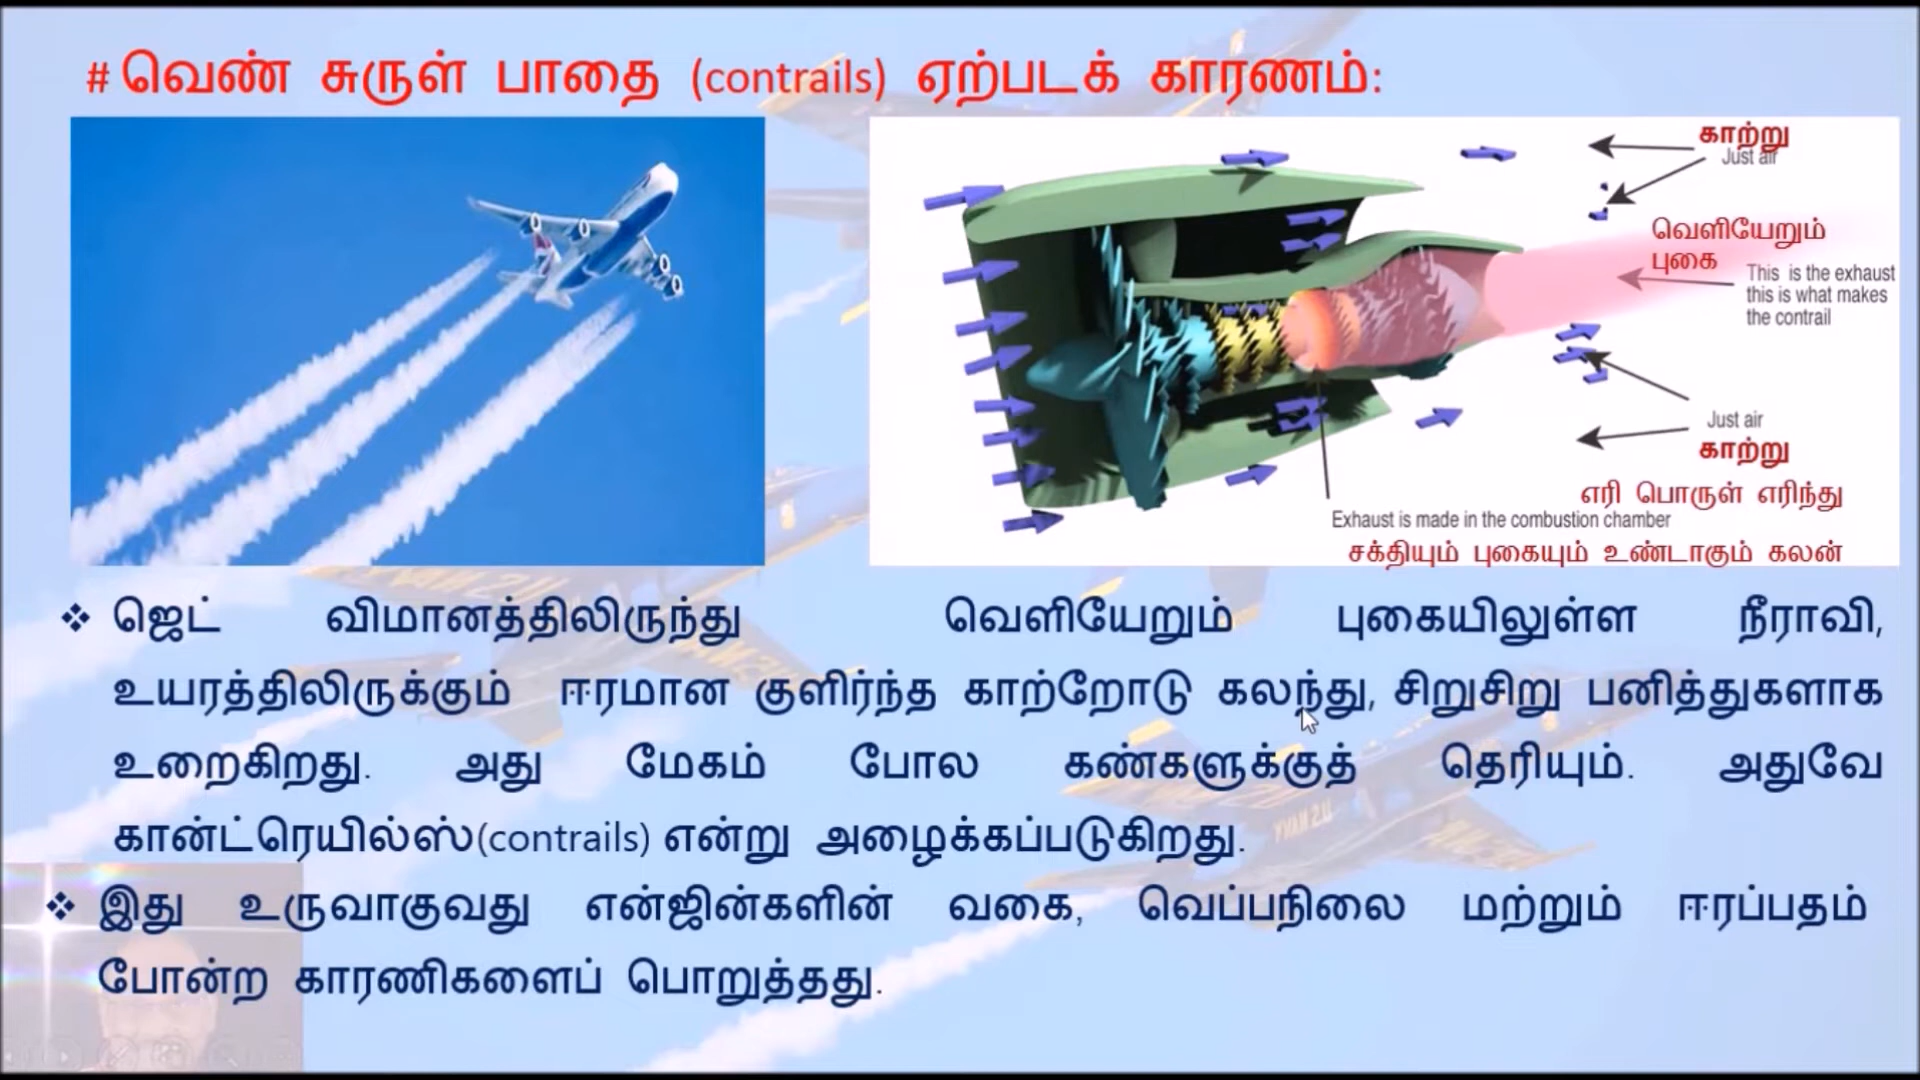 # வெண் சுருள் பாதை (contrails) ஏற்படக் காரணம்:
காற்று
Just air
வெளியேறும்
புகை
This is the exhaust
this is what makes
the contrail
Just air
காற்று
எரி பொருள் எரிந்து
Exhaust is made in the combustion chamber
சக்தியும் புகையும் உண்டாகும் கலன்
❖ ஜெட் விமானத்திலிருந்து வெளியேறும் புகையிலுள்ள நீராவி,
உயரத்திலிருக்கும் ஈரமான குளிர்ந்த காற்றோடு கலந்து, சிறுசிறு பனித்துகளாக
உறைகிறது. அது மேகம் போல கண்களுக்குத் தெரியும். அதுவே
கான்ட்ரெயில்ஸ்(contrails) என்று அழைக்கப்படுகிறது.
❖ இது உருவாகுவது என்ஜின்களின் வகை, வெப்பநிலை மற்றும் ஈரப்பதம்
போன்ற காரணிகளைப் பொறுத்தது.